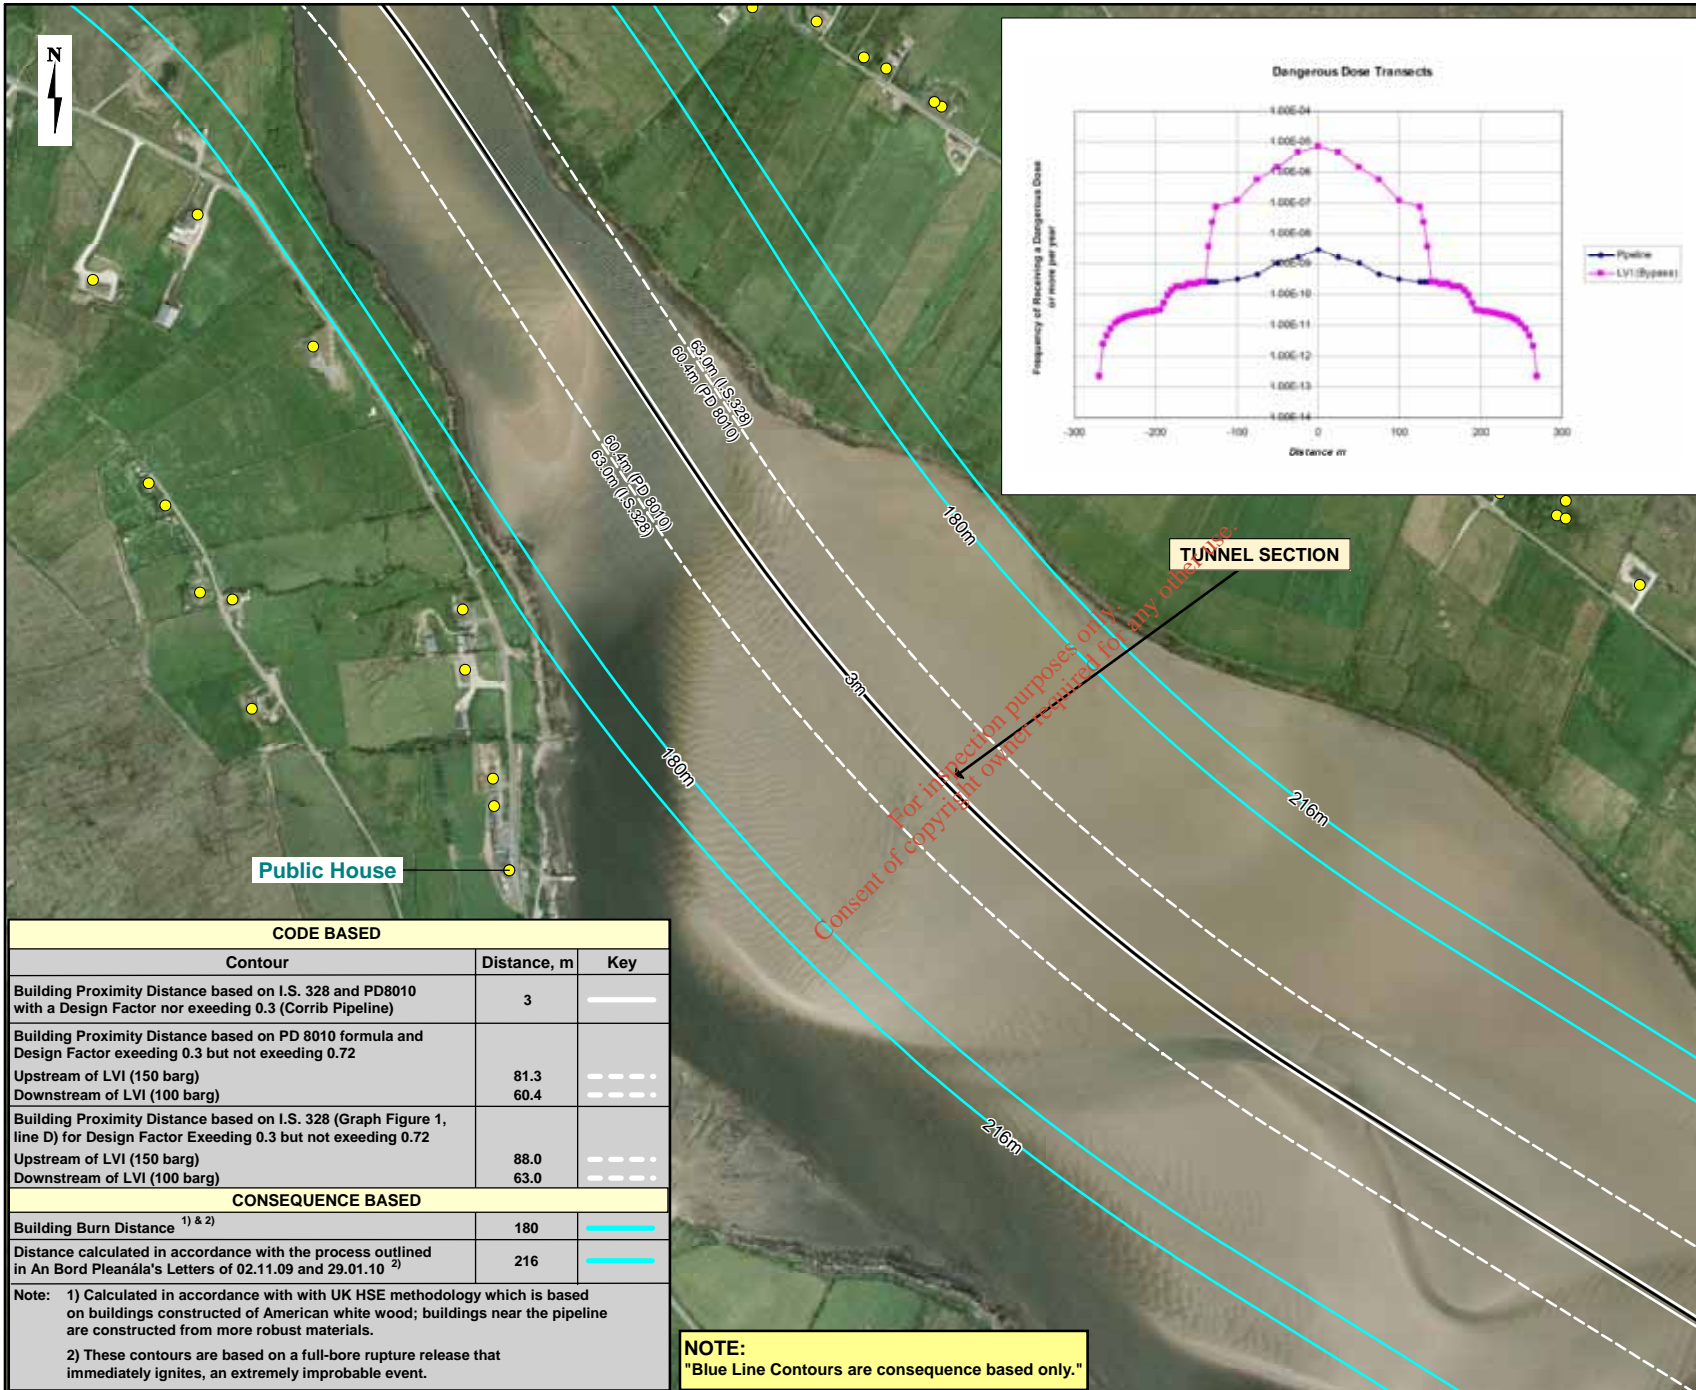 N
Dangerous Dose Transects
Frequency of Receiving a Dangerous Dose
or more per year
1.00E-04
1.00E-05
1.00E-06
1.00E-07
1.00E-08
1.00E-09
1.00E-10
1.00E-11
1.00E-12
1.00E-13
1.00E-14
-300 -200 -100 0 100 200 300
Distance m
Pipeline
LV1(Bypass)
63.0m (I.S.328)
60.4m (PD 8010)
60.4m (PD 8010)
63.0m (I.S.328)
180m
TUNNEL SECTION
3m
180m
216m
216m
For inspection purposes only.
Consent of copyright owner required for any other use.
Public House
CODE BASED
Contour Distance, m Key
Building Proximity Distance based on I.S. 328 and PD8010
with a Design Factor nor exeeding 0.3 (Corrib Pipeline) 3
Building Proximity Distance based on PD 8010 formula and
Design Factor exeeding 0.3 but not exeeding 0.72
Upstream of LVI (150 barg) 81.3
Downstream of LVI (100 barg) 60.4
Building Proximity Distance based on I.S. 328 (Graph Figure 1,
line D) for Design Factor Exeeding 0.3 but not exeeding 0.72
Upstream of LVI (150 barg) 88.0
Downstream of LVI (100 barg) 63.0
CONSEQUENCE BASED
Building Burn Distance 1) & 2) 180
Distance calculated in accordance with the process outlined
in An Bord Pleanála's Letters of 02.11.09 and 29.01.10 2) 216
Note: 1) Calculated in accordance with with UK HSE methodology which is based
on buildings constructed of American white wood; buildings near the pipeline
are constructed from more robust materials.
2) These contours are based on a full-bore rupture release that
immediately ignites, an extremely improbable event.
NOTE:
"Blue Line Contours are consequence based only."